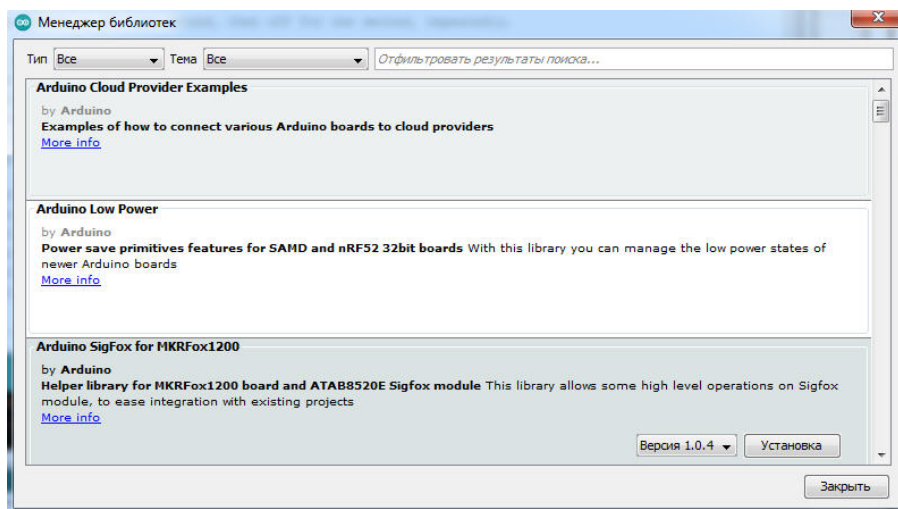 Менеджер библиотек
Тип Все Тема Все Отфильтровать результаты поиска...
Arduino Cloud Provider Examples
by Arduino
Examples of how to connect various Arduino boards to cloud providers
More info
Arduino Low Power
by Arduino
Power save primitives features for SAMD and nRF52 32bit boards With this library you can manage the low power states of
newer Arduino boards
More info
Arduino SigFox for MKRFox1200
by Arduino
Helper library for MKRFox1200 board and ATAB8520E Sigfox module This library allows some high level operations on Sigfox
module, to ease integration with existing projects
More info
Версия 1.0.4 Установка
Закрыть